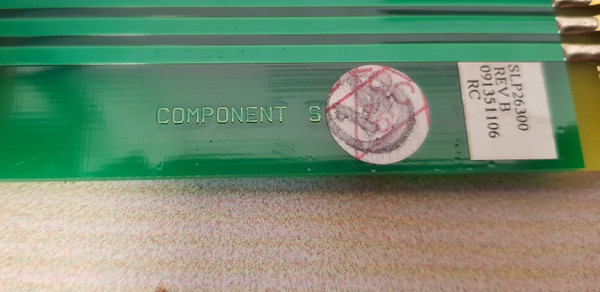 COMPONENT S
SLP26300
REV B
091351106
RC